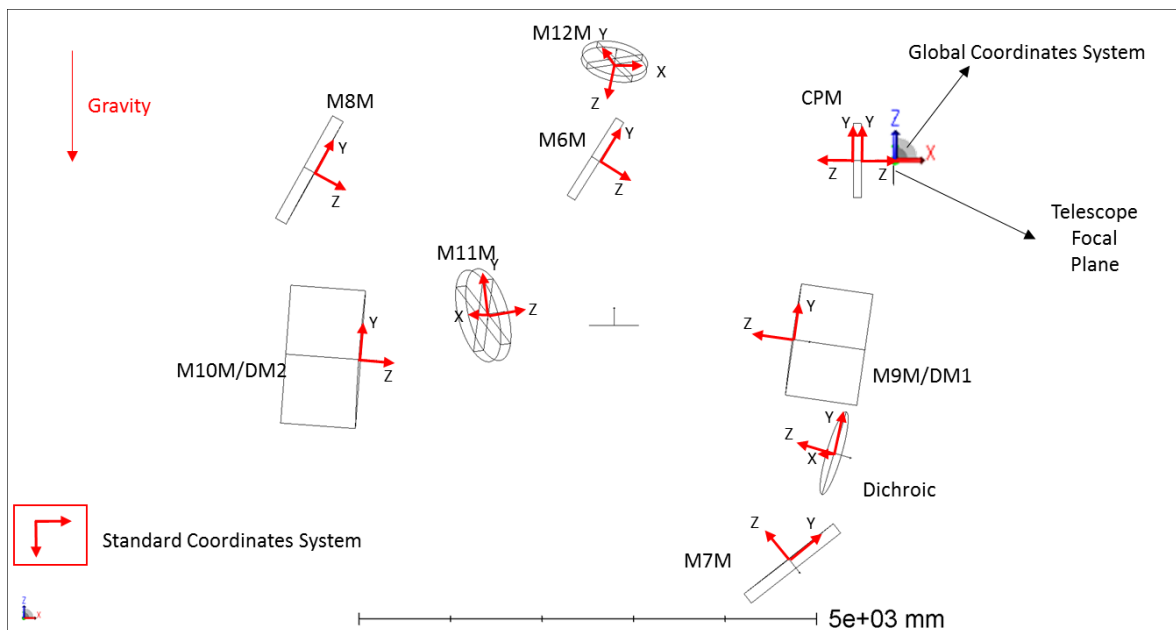 M12M
Y
X
Z
Global Coordinates System
Gravity
M8M
Y
Z
M6M
Y
Z
CPM
Y
Y
Z
Z
Z
X
Telescope
Focal
Plane
M11M
Y
X
Z
M10M/DM2
Y
Z
Z
Y
M9M/DM1
Y
Z
X
Dichroic
Z
Y
M7M
Standard Coordinates System
Z
X
5e+03 mm